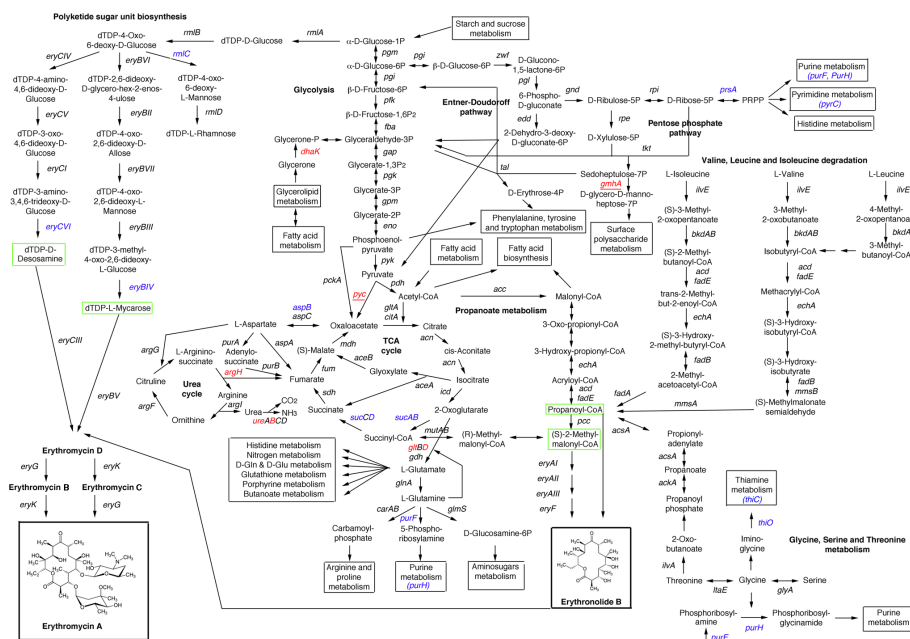 Polyketide sugar unit biosynthesis
dTDP-4-Oxo-
6-deoxy-D-Glucose
rmlB
dTDP-D-Glucose
rmlA
α-D-Glucose-1P
Starch and sucrose
metabolism
eryCIV
eryBVI
rmlC
pgm
α-D-Glucose-6P
pgi
β-D-Glucose-6P
zwf
D-Glucono-
1,5-lactone-6P
dTDP-4-amino-
4,6-dideoxy-D-
Glucose
dTDP-2,6-dideoxy-
D-glycero-hex-2-enos-
4-ulose
dTDP-4-oxo-
6-deoxy-
L-Mannose
rmlD
dTDP-L-Rhamnose
Glycolysis
pgi
β-D-Fructose-6P
pfk
β-D-Fructose-1,6P2
fba
Glyceraldehyde-3P
Entner-Doudoroff
pathway
pgl
6-Phospho-
D-gluconate
edd
2-Dehydro-3-deoxy-
D-gluconate-6P
gnd
D-Ribulose-5P
rpi
D-Ribose-5P
prsA
PRPP
Purine metabolism
(purF, PurH)
Pyrimidine metabolism
(pyrC)
Histidine metabolism
rpe
D-Xylulose-5P
Pentose phosphate
pathway
tkt
eryCV
eryBII
dTDP-3-oxo-
4,6-dideoxy-D-
Glucose
dTDP-4-oxo-
2,6-dideoxy-D-
Allose
Glycerone-P
dhaK
Glycerone
Glycerolipid
metabolism
Fatty acid
metabolism
gap
Glycerate-1,3P2
pgk
Glycerate-3P
gpm
Glycerate-2P
eno
Phosphoenol-
pyruvate
pyk
Pyruvate
tal
D-Erythrose-4P
Sedoheptulose-7P
gmhA
D-glycero-D-manno-
heptose-7P
Surface
polysaccharide
metabolism
Phenylalanine, tyrosine
and tryptophan metabolism
eryCI
eryBVII
dTDP-3-amino-
3,4,6-trideoxy-D-
Glucose
dTDP-4-oxo-
2,6-dideoxy-L-
Mannose
eryCVI
eryBIII
dTDP-D-
Desosamine
dTDP-3-methyl-
4-oxo-2,6-dideoxy-
L-Glucose
eryBIV
dTDP-L-Mycarose
Valine, Leucine and Isoleucine degradation
L-Isoleucine
L-Valine
L-Leucine
ilvE
ilvE
ilvE
(S)-3-Methyl-
2-oxopentanoate
3-Methyl-
2-oxobutanoate
4-Methyl-
2-oxopentanoate
bkdAB
bkdAB
bkdAB
(S)-2-Methyl-
butanoyl-CoA
Isobutyryl-CoA
3-Methyl-
butanoyl-CoA
acd
fadE
acd
fadE
trans-2-Methyl-
but-2-enoyl-CoA
Methacrylyl-CoA
echA
echA
(S)-3-Hydroxy-
2-methyl-butyryl-CoA
(S)-3-Hydroxy-
isobutyryl-CoA
fadB
2-Methyl-
acetoacetyl-CoA
(S)-3-Hydroxy-
isobutyrate
fadB
mmsB
(S)-Methylmalonate
semialdehyde
mmsA
fadA
acsA
Fatty acid
metabolism
Fatty acid
biosynthesis
pckA
pyc
pdh
Acetyl-CoA
acc
Malonyl-CoA
Propanoate metabolism
3-Oxo-propionyl-CoA
3-Hydroxy-propionyl-CoA
echA
Acryloyl-CoA
acd
fadE
Propanoyl-CoA
pcc
(S)-2-Methyl-
malonyl-CoA
gltA
citA
L-Aspartate
aspB
aspC
Oxaloacetate
Citrate
acn
cis-Aconitate
acn
Isocitrate
icd
2-Oxoglutarate
TCA
cycle
mdh
(S)-Malate
aceB
Glyoxylate
aceA
fum
Fumarate
sdh
Succinate
sucCD
sucAB
Succinyl-CoA
mutAB
(R)-Methyl-
malonyl-CoA
argG
L-Arginino-
succinate
purA
Adenylo-
succinate
aspA
purB
argH
Citrulline
Urea
cycle
Arginine
argI
argF
Ornithine
Urea
CO2
NH3
ureABCD
eryCIII
eryBV
Erythromycin D
eryG
eryK
Erythromycin B
Erythromycin C
eryK
eryG
Erythromycin A
Histidine metabolism
Nitrogen metabolism
D-Gln & D-Glu metabolism
Glutathione metabolism
Porphyrine metabolism
Butanoate metabolism
gltBD
gdh
L-Glutamate
glnA
L-Glutamine
carAB
purF
glmS
Carbamoyl-
phosphate
5-Phospho-
ribosylamine
D-Glucosamine-6P
Arginine and
proline metabolism
Purine
metabolism
(purH)
Aminosugars
metabolism
eryAI
eryAII
eryAIII
eryF
Erythronolide B
Propionyl-
adenylate
acsA
Propanoate
ackA
Propanoyl
phosphate
2-Oxo-
butanoate
ilvA
Threonine
ltaE
Glycine
glyA
Serine
Thiamine
metabolism
(thiC)
thiO
Imino-
glycine
Glycine, Serine and Threonine
metabolism
Phosphoribosyl-
amine
purH
Phosphoribosyl-
glycinamide
Purine
metabolism
purF